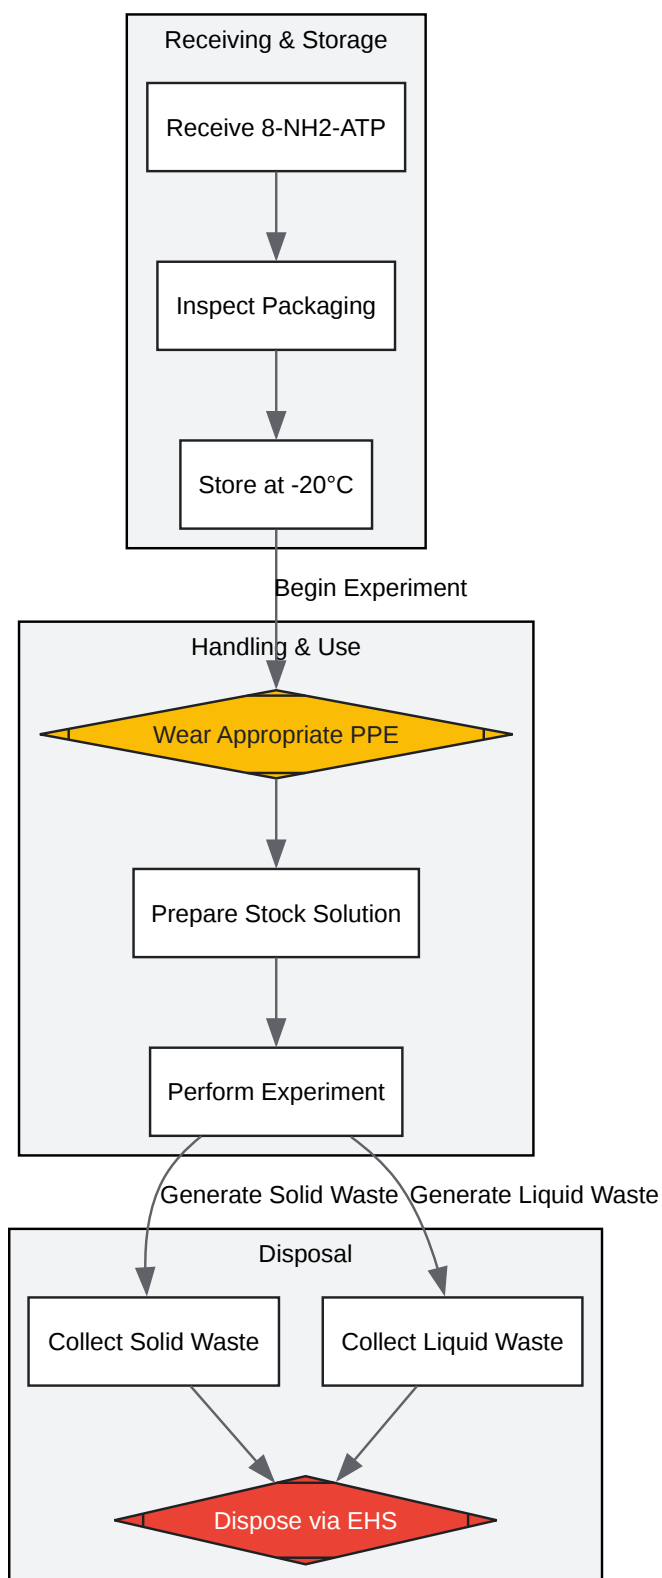 Receiving & Storage
Receive 8-NH2-ATP
Inspect Packaging
Store at -20°C
Begin Experiment
Handling & Use
Wear Appropriate PPE
Prepare Stock Solution
Perform Experiment
Generate Solid Waste
Generate Liquid Waste
Disposal
Collect Solid Waste
Collect Liquid Waste
Dispose via EHS